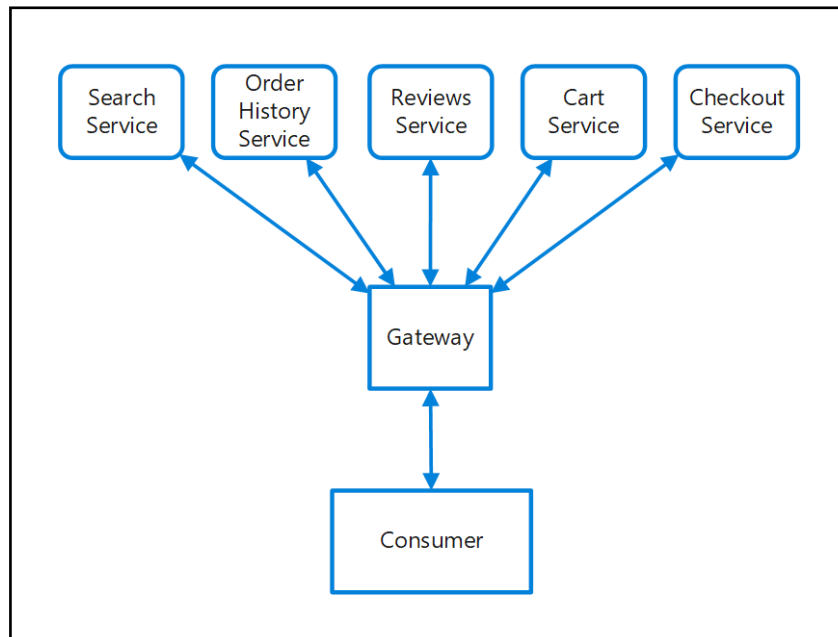 Search
Service
Order
History
Service
Reviews
Service
Cart
Service
Checkout
Service
Gateway
Consumer